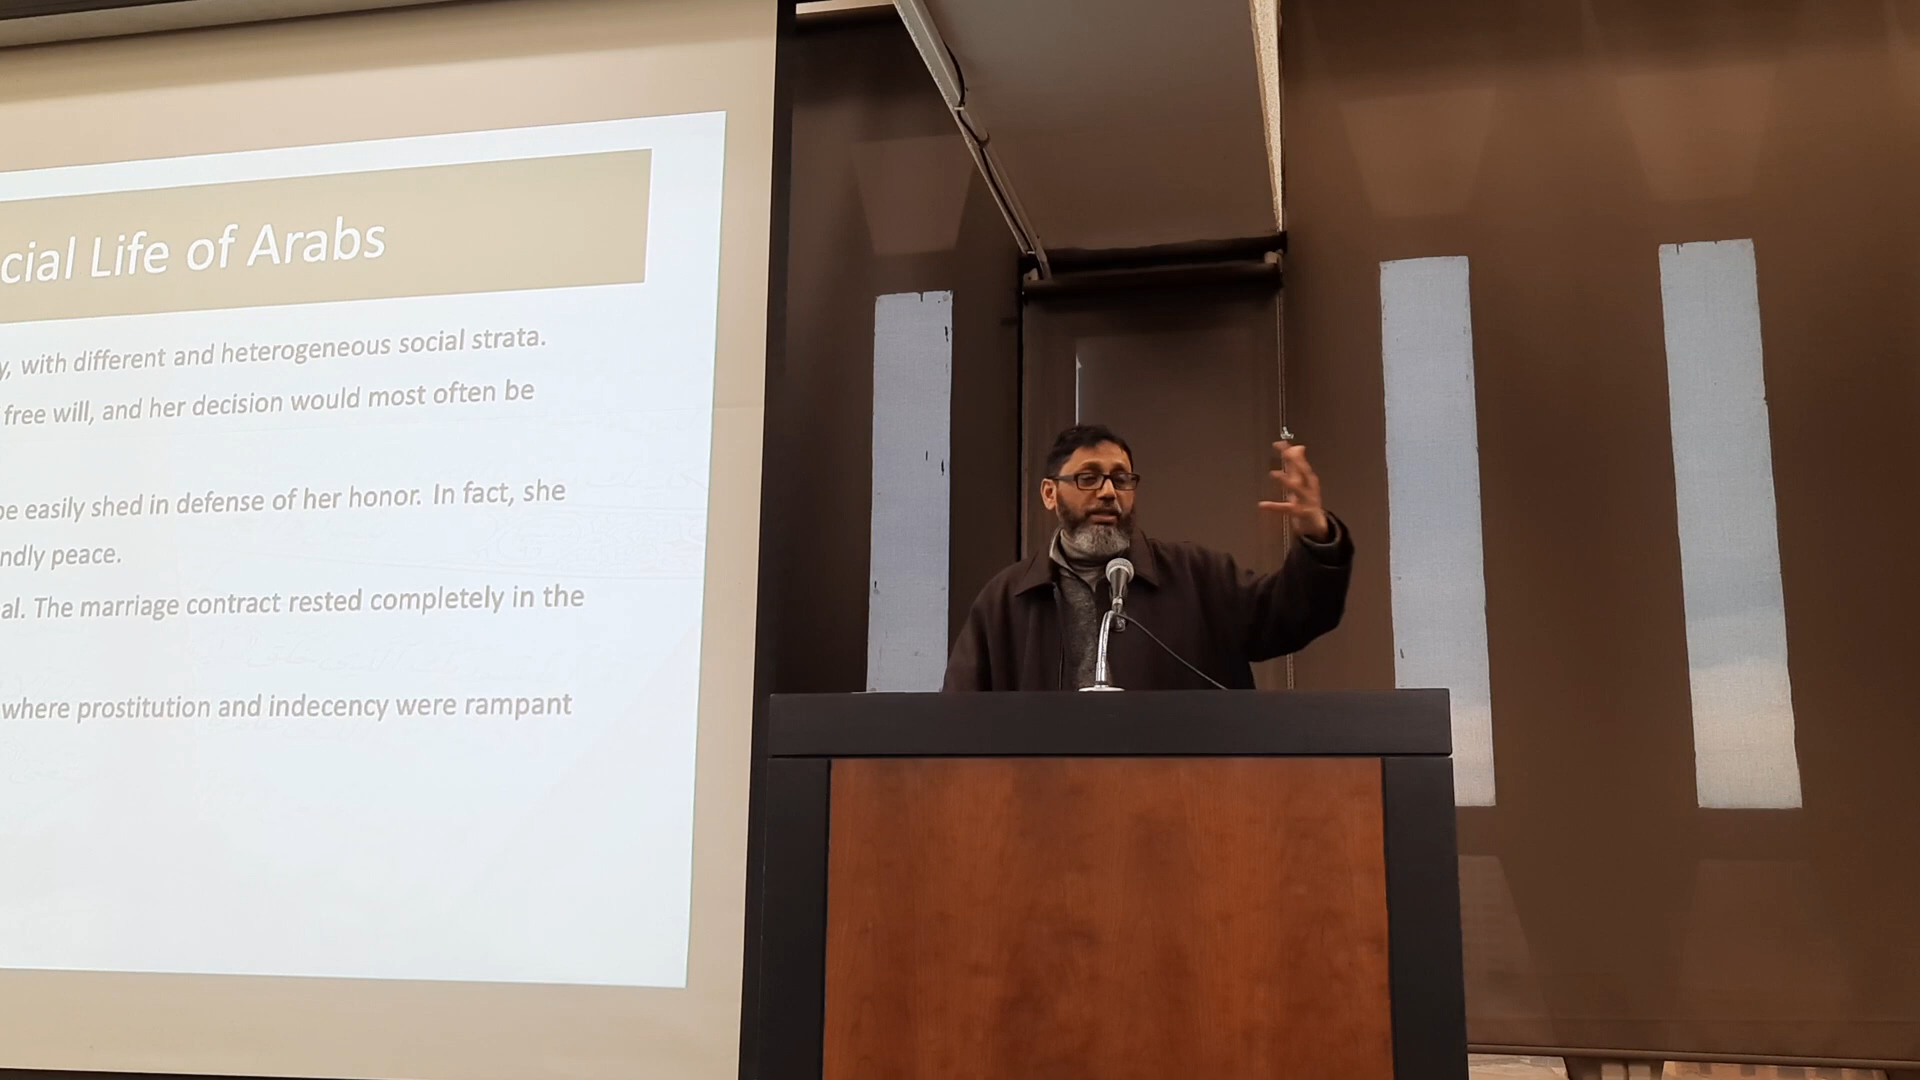 cial Life of Arabs
y, with different and heterogeneous social strata.
free will, and her decision would most often be
be easily shed in defense of her honor. In fact, she
ndly peace.
al. The marriage contract rested completely in the
where prostitution and indecency were rampant